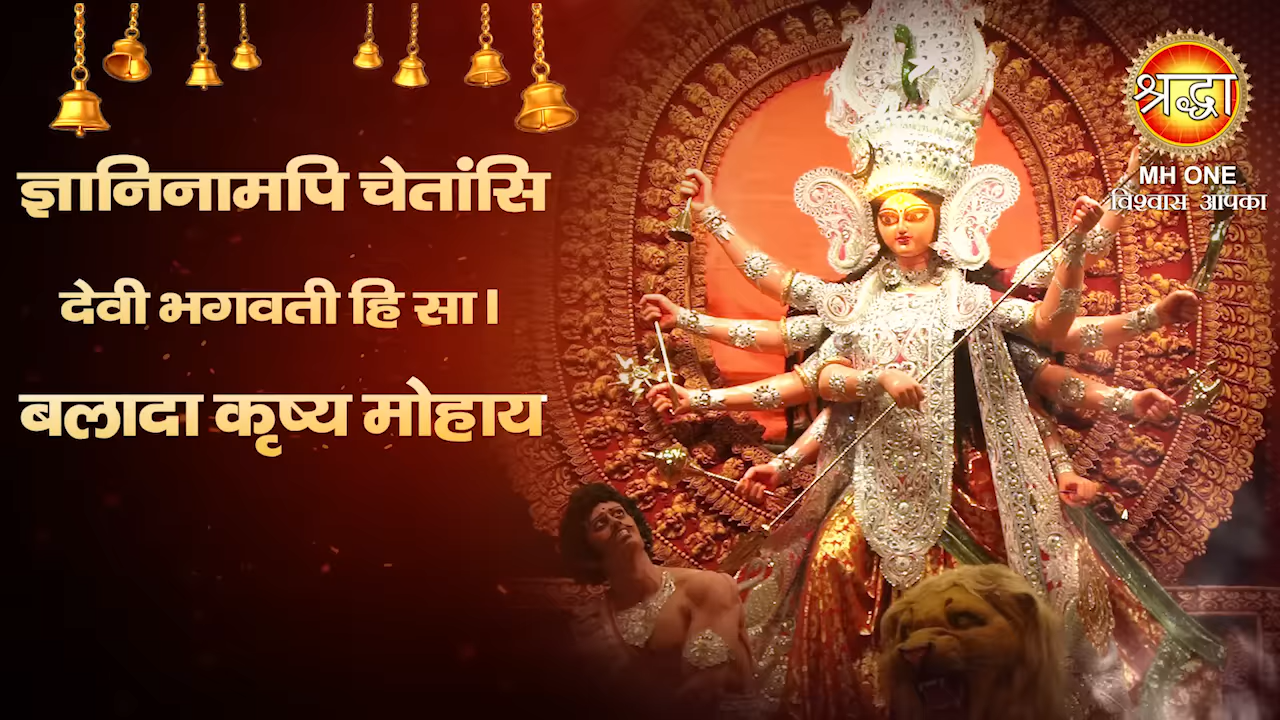 ज्ञानिनामपि चेतांसि
देवी भगवती हि सा।
बलादा कृष्य मोहाय
श्रद्धा
MH ONE
विश्वास आपका